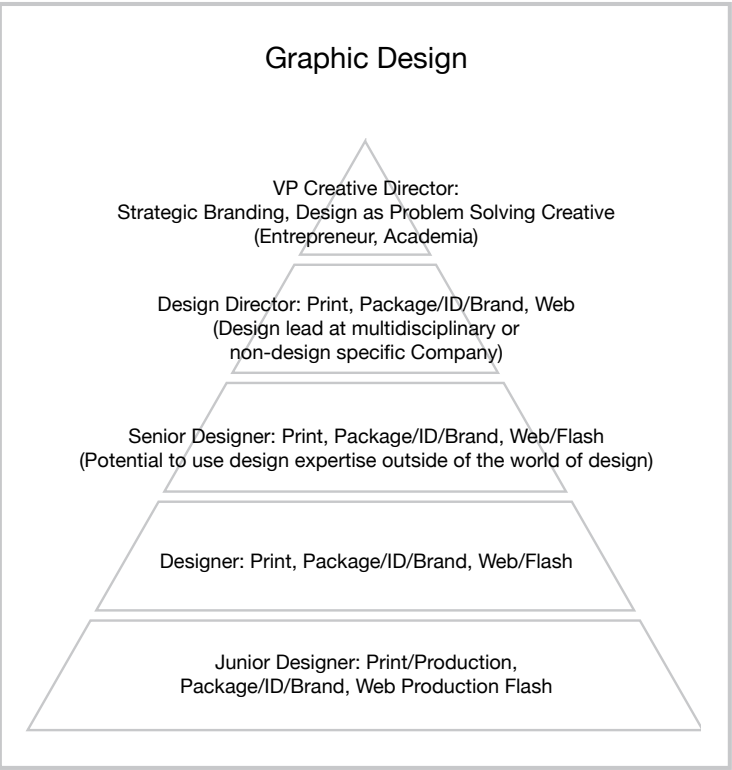 Graphic Design
VP Creative Director:
Strategic Branding, Design as Problem Solving Creative
(Entrepreneur, Academia)
Design Director: Print, Package/ID/Brand, Web
(Design lead at multidisciplinary or
non-design specific Company)
Senior Designer: Print, Package/ID/Brand, Web/Flash
(Potential to use design expertise outside of the world of design)
Designer: Print, Package/ID/Brand, Web/Flash
Junior Designer: Print/Production,
Package/ID/Brand, Web Production Flash